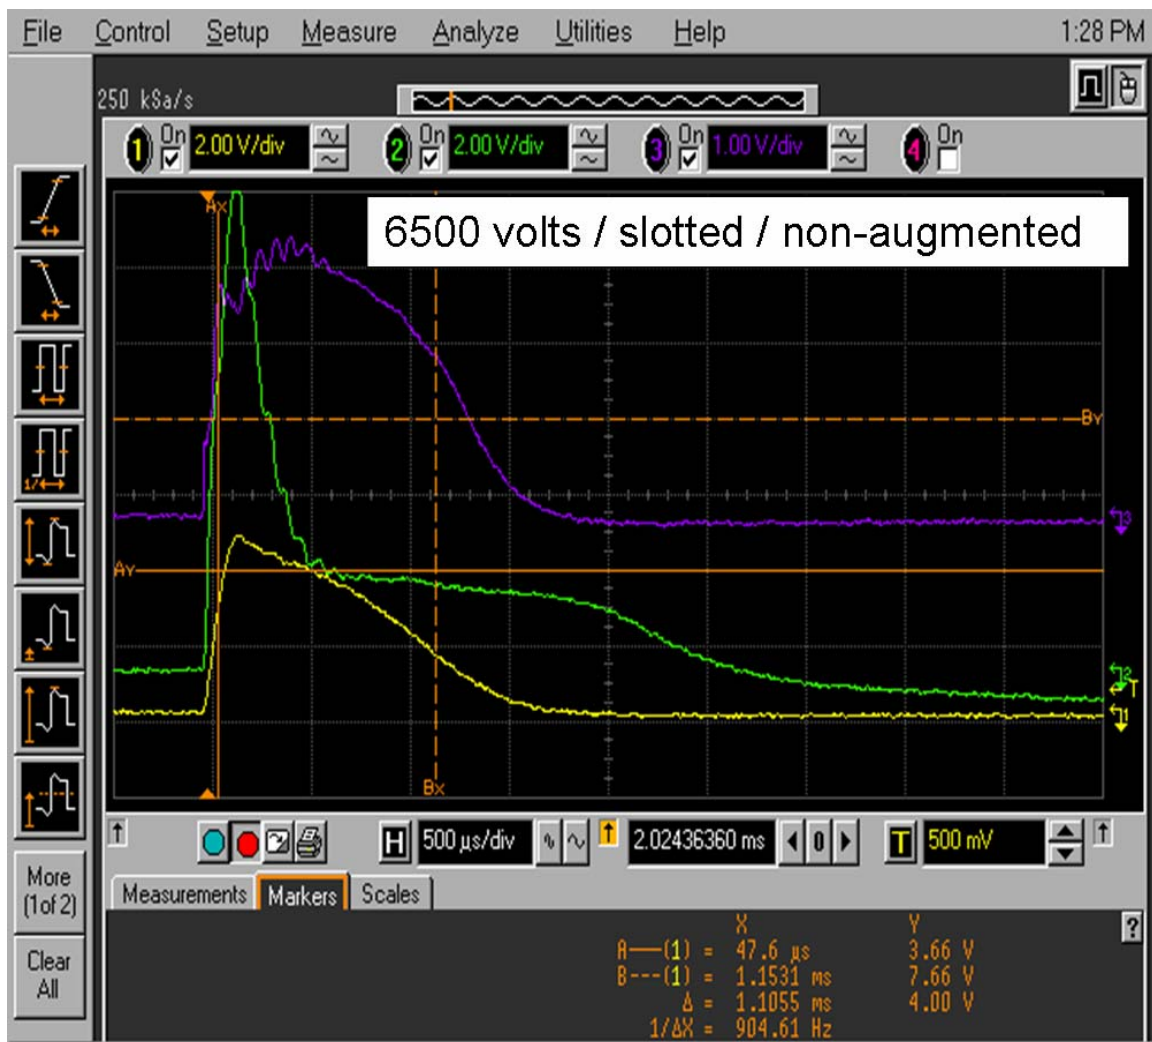 File Control Setup Measure Analyze Utilities Help 1:28 PM
250 kSa/s
1 On 2.00 V/div 2 On 2.00 V/div 3 On 1.00 V/div 4 On
Ax
6500 volts / slotted / non-augmented
By
3
Ay
2
T
1
Bx
1/
More
(1of 2)
Clear
All
H 500 µs/div 2.02436360 ms 0 T 500 mV
Measurements Markers Scales
X Y
A——(1) = 47.6 µs 3.66 V
B---(1) = 1.1531 ms 7.66 V
Δ = 1.1055 ms 4.00 V
1/ΔX = 904.61 Hz
?